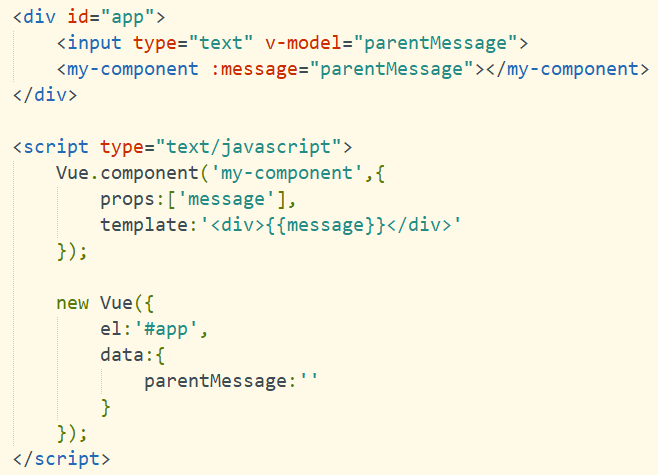 <div id="app">
    <input type="text" v-model="parentMessage">
    <my-component :message="parentMessage"></my-component>
</div>

<script type="text/javascript">
    Vue.component('my-component',{
        props:['message'],
        template:'<div>{{message}}</div>'
    });

    new Vue({
        el:'#app',
        data:{
            parentMessage:''
        }
    });
</script>